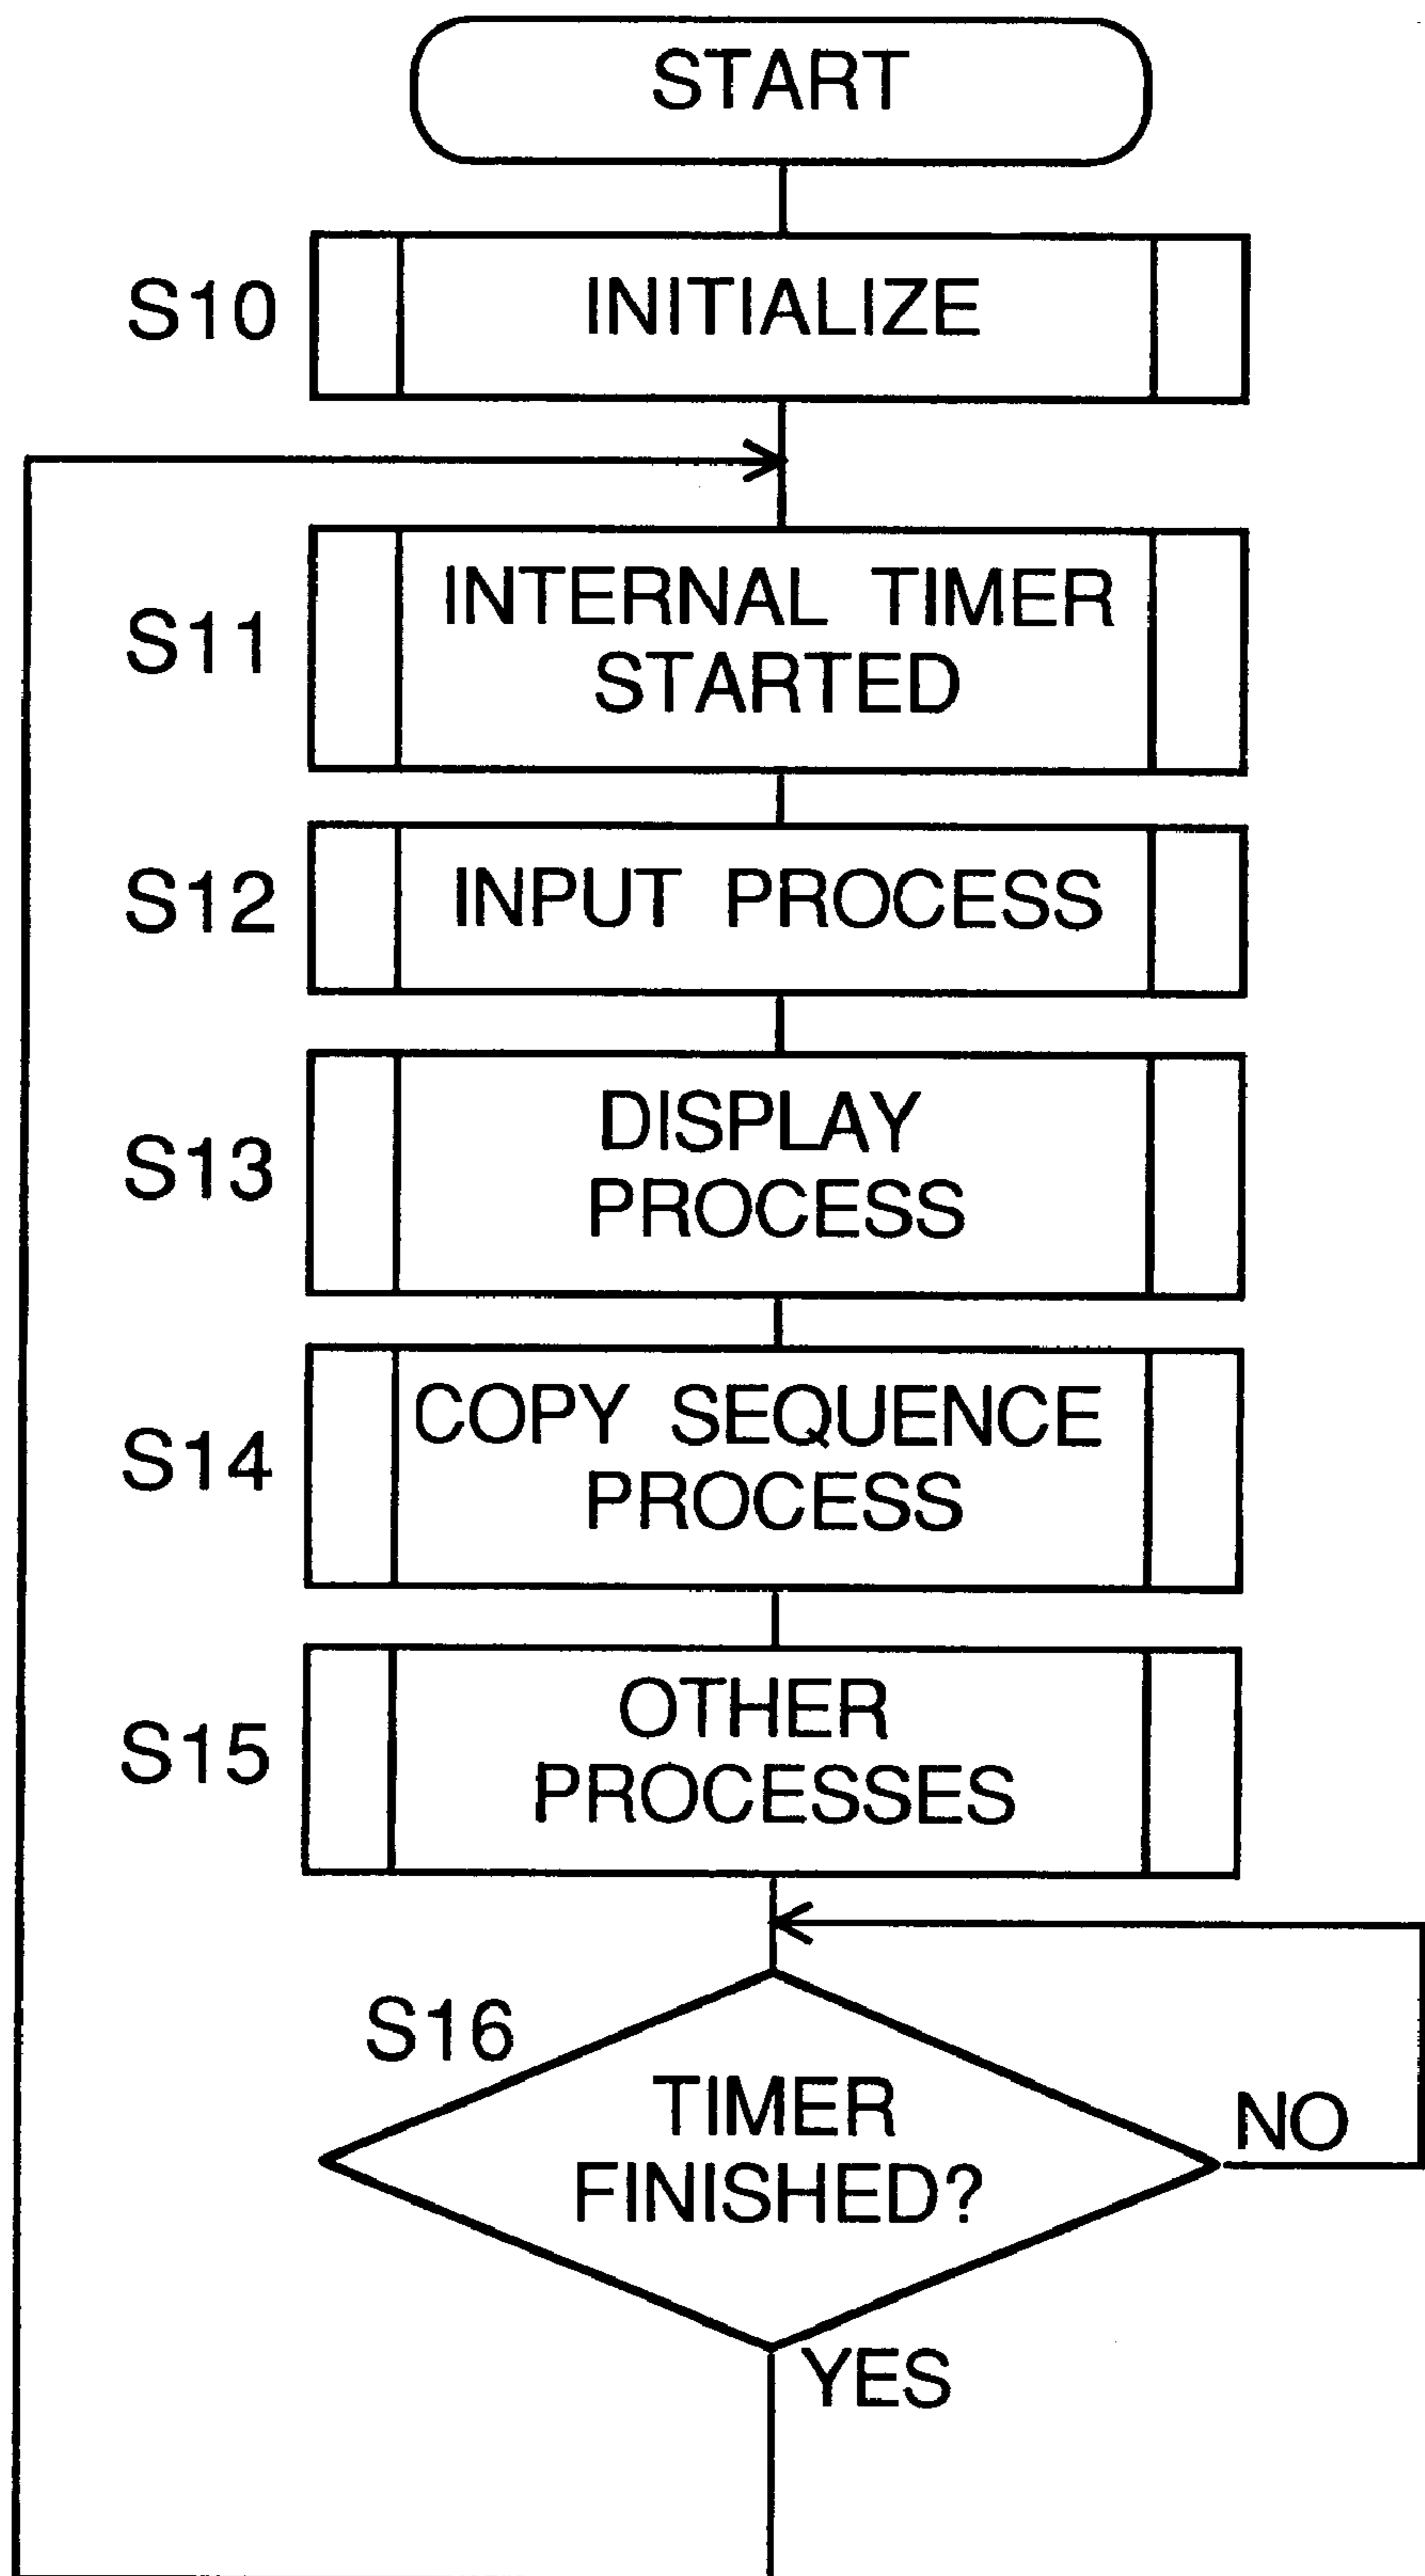 START
S10
INITIALIZE
S11
INTERNAL TIMER
STARTED
S12
INPUT PROCESS
S13
DISPLAY
PROCESS
S14
COPY SEQUENCE
PROCESS
S15
OTHER
PROCESSES
S16
TIMER
FINISHED?
NO
YES